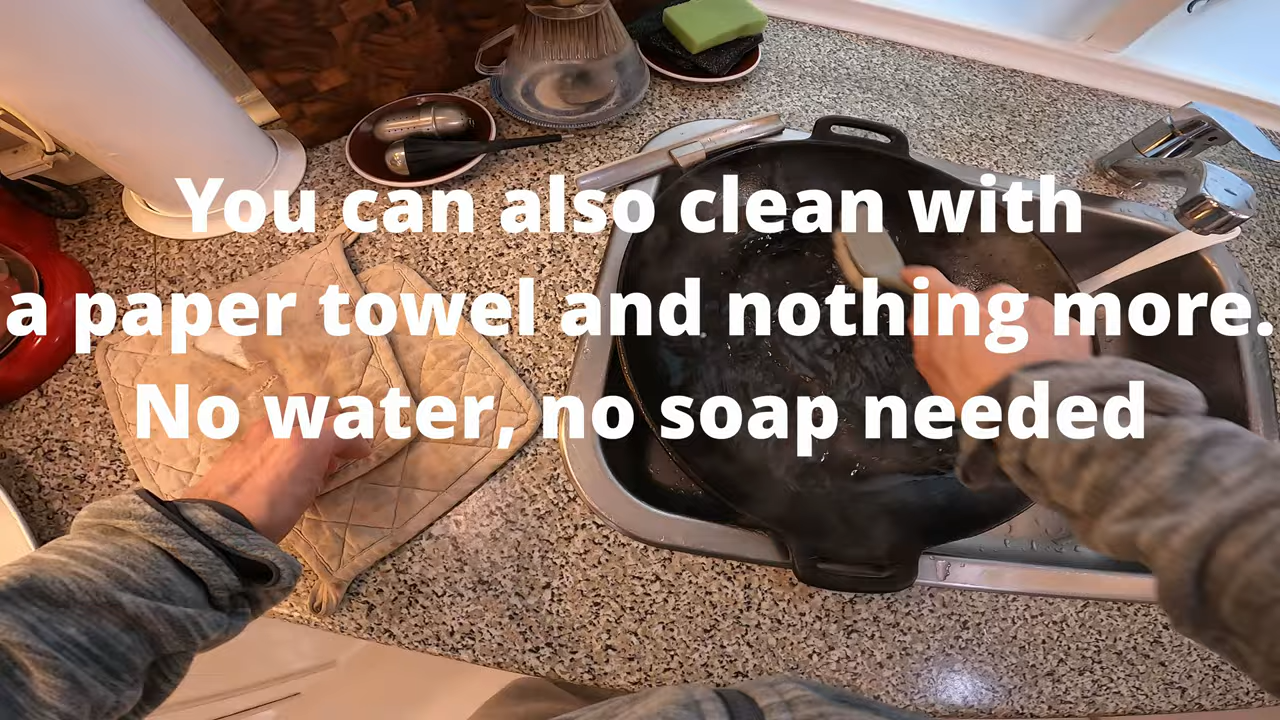 You can also clean with
a paper towel and nothing more.
No water, no soap needed